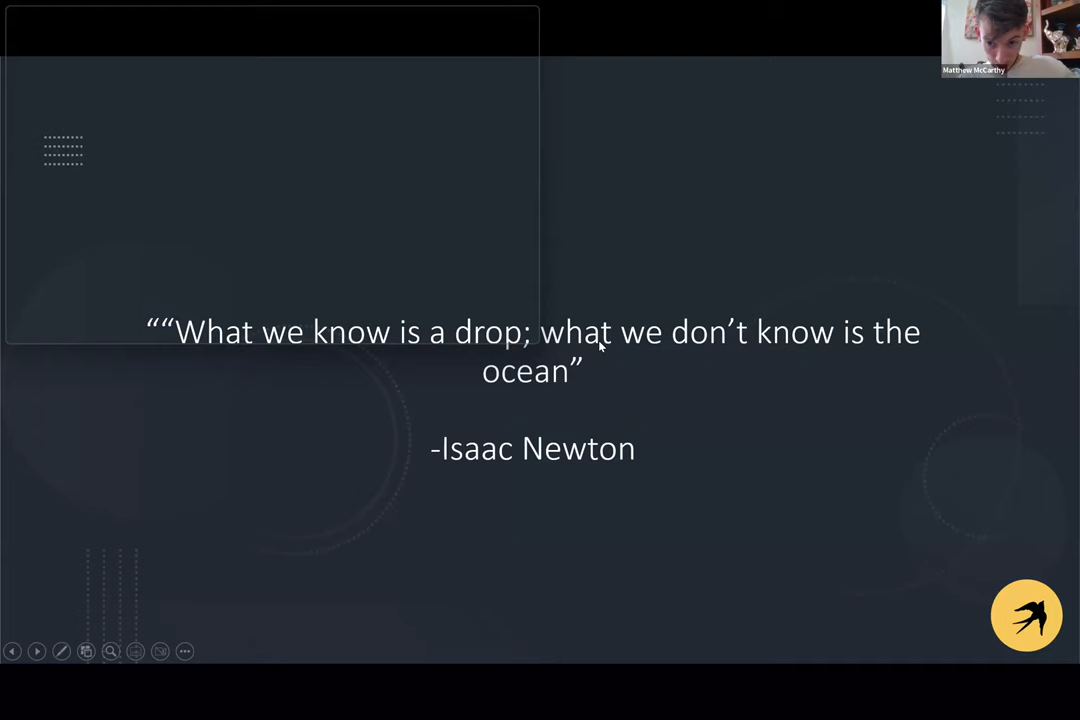 Matthew McCarthy
““What we know is a drop; what we don’t know is the
ocean”
-Isaac Newton